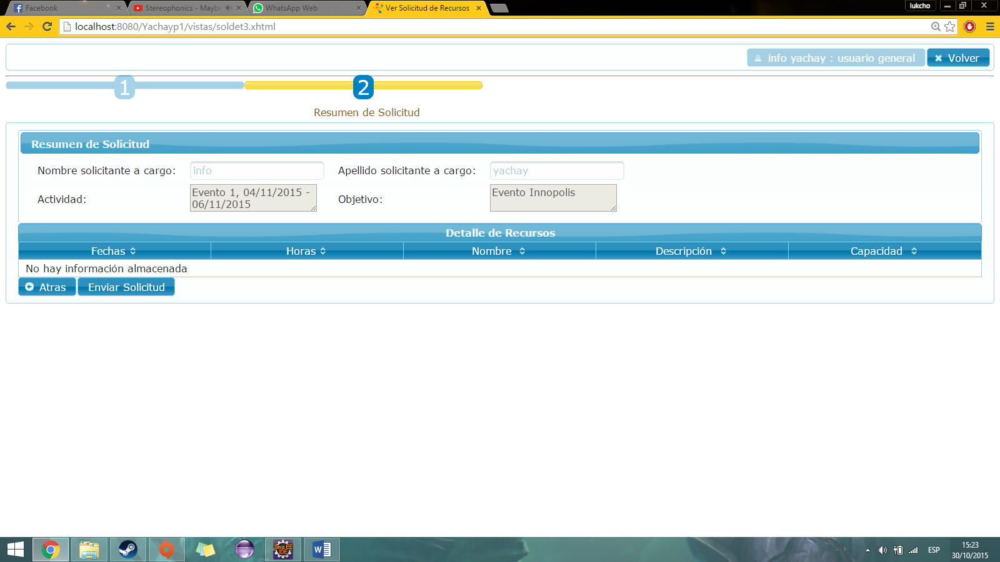 Facebook
Stereophonics - Maybe
WhatsApp Web
Ver Solicitud de Recursos
lukcho
localhost:8080/Yachayp1/vistas/soldet3.xhtml
info yachay : usuario general
Volver
1
2
Resumen de Solicitud
Resumen de Solicitud
Nombre solicitante a cargo: info Apellido solicitante a cargo: yachay
Actividad: Evento 1, 04/11/2015 -
06/11/2015
Objetivo: Evento Innopolis
Detalle de Recursos
Fechas Horas Nombre Descripción Capacidad
No hay información almacenada
Atras Enviar Solicitud
Java EE
IDE
W
ESP
15:23
30/10/2015